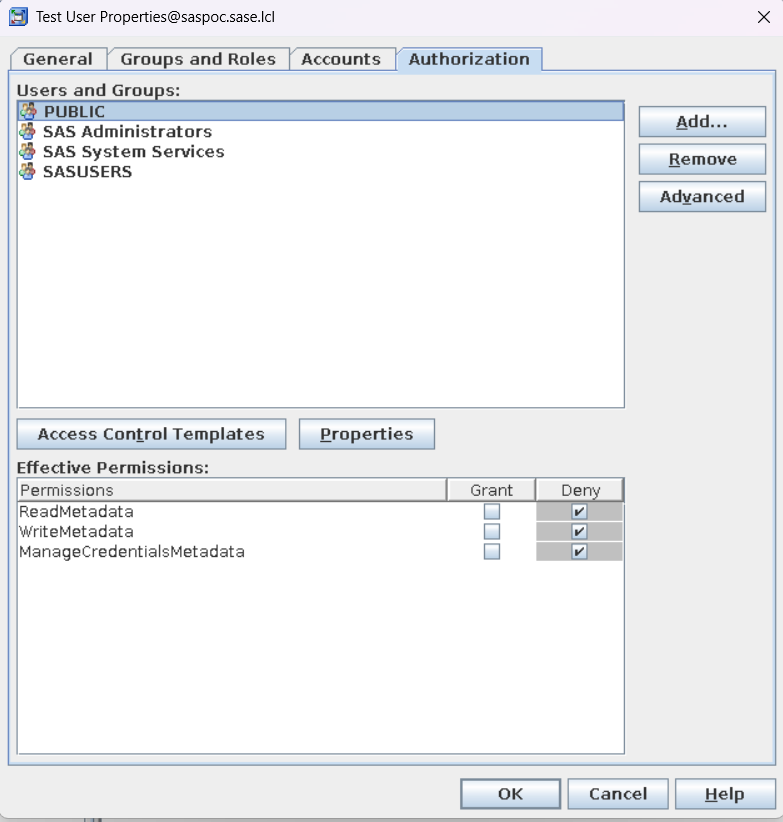 Test User Properties@saspoc.sase.lcl
General Groups and Roles Accounts Authorization
Users and Groups:
PUBLIC
SAS Administrators
SAS System Services
SASUSERS
Add...
Remove
Advanced
Access Control Templates Properties
Effective Permissions:
Permissions Grant Deny
ReadMetadata
WriteMetadata
ManageCredentialsMetadata
OK Cancel Help